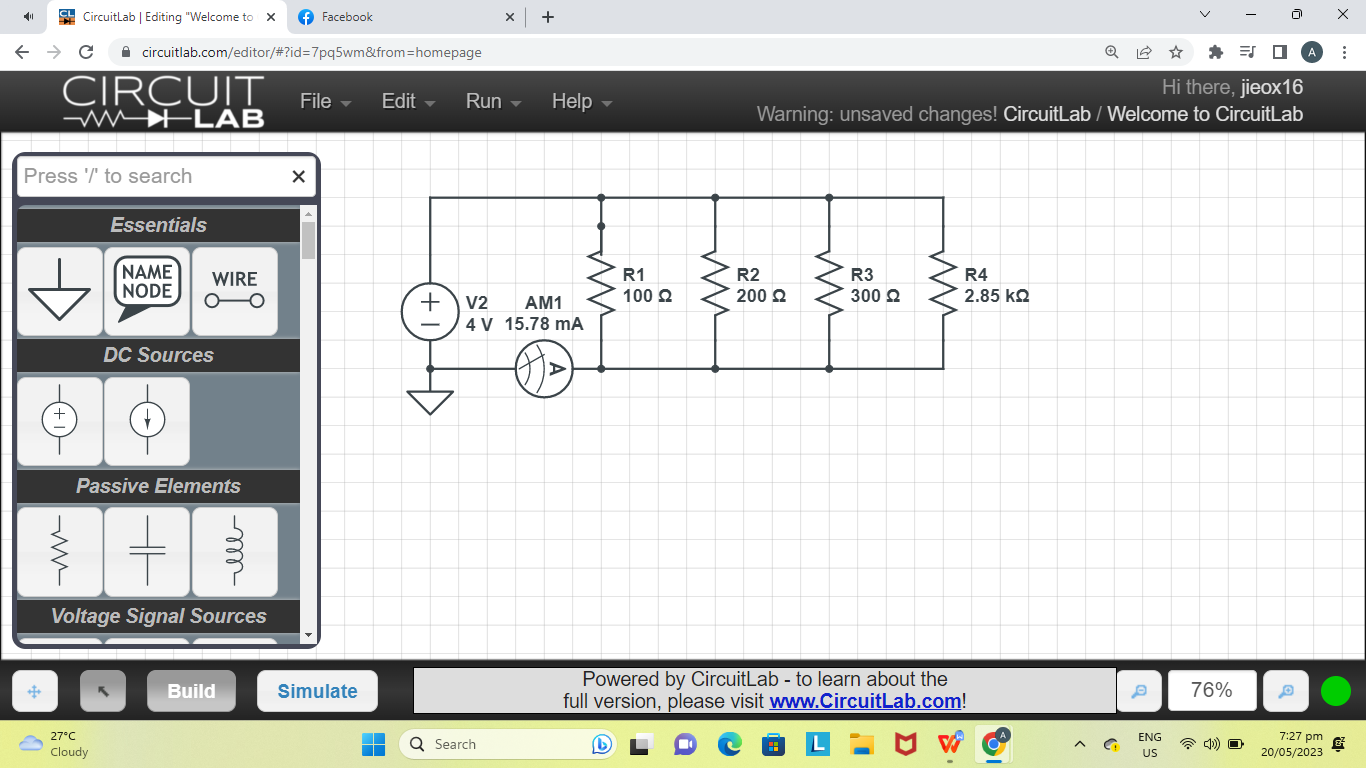 CircuitLab | Editing "Welcome to
Facebook
circuitlab.com/editor/#?id=7pq5wm&from=homepage
A
CIRCUIT
LAB
File
Edit
Run
Help
Hi there, jieox16
Warning: unsaved changes! CircuitLab / Welcome to CircuitLab
Press '/' to search
Essentials
NAME
NODE
WIRE
DC Sources
Passive Elements
Voltage Signal Sources
V2
4 V
AM1
15.78 mA
A
R1
100 Ω
R2
200 Ω
R3
300 Ω
R4
2.85 kΩ
Build
Simulate
Powered by CircuitLab - to learn about the
full version, please visit www.CircuitLab.com!
76%
27°C
Cloudy
Search
ENG
US
7:27 pm
20/05/2023